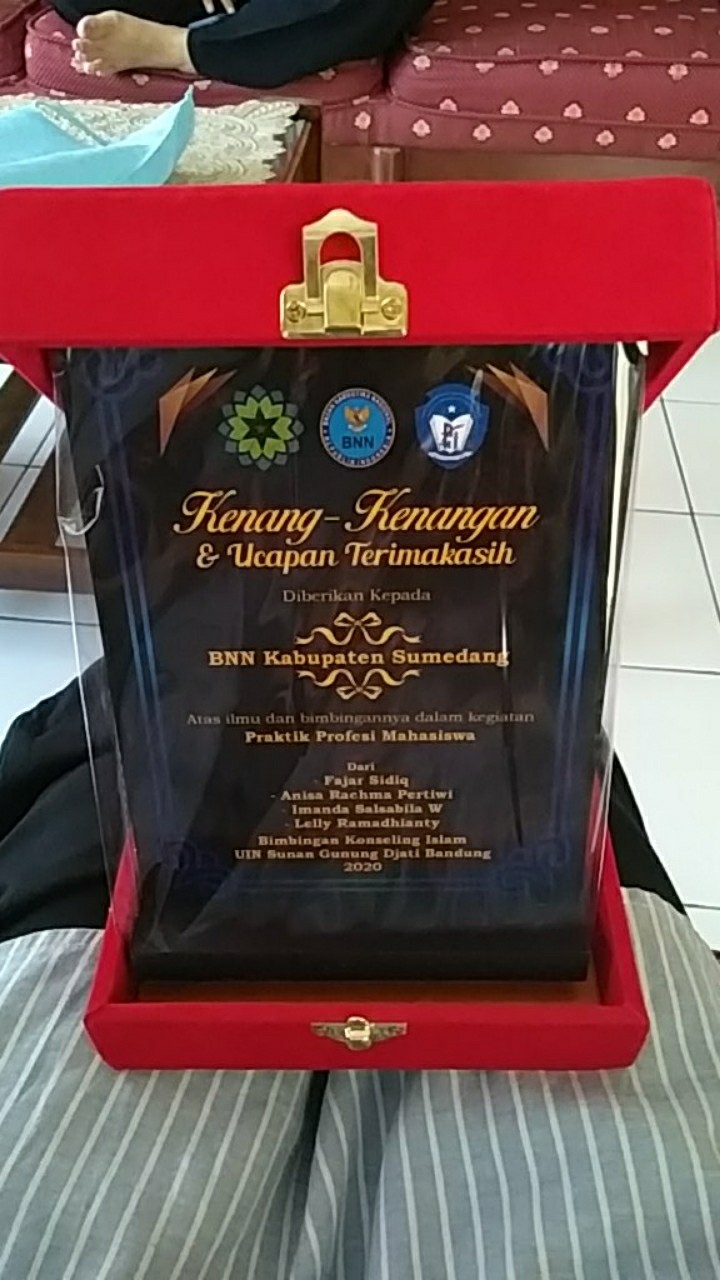 BNN
Kenang-Kenangan
& Ucapan Terimakasih
Diberikan Kepada
BNN Kabupaten Sumedang
Atas ilmu dan bimbingannya dalam kegiatan
Praktik Profesi Mahasiswa
Dari
- Fajar Sidiq
- Anisa Rachma Pertiwi
- Imanda Salsabila W
- Lelly Ramadhianty
Bimbingan Konseling Islam
UIN Sunan Gunung Djati Bandung
2020